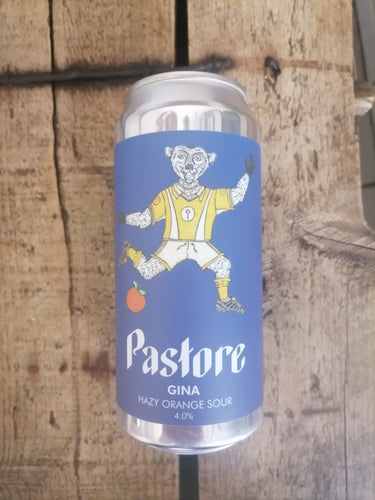 Pastore
GINA
HAZY ORANGE SOUR
4.0%